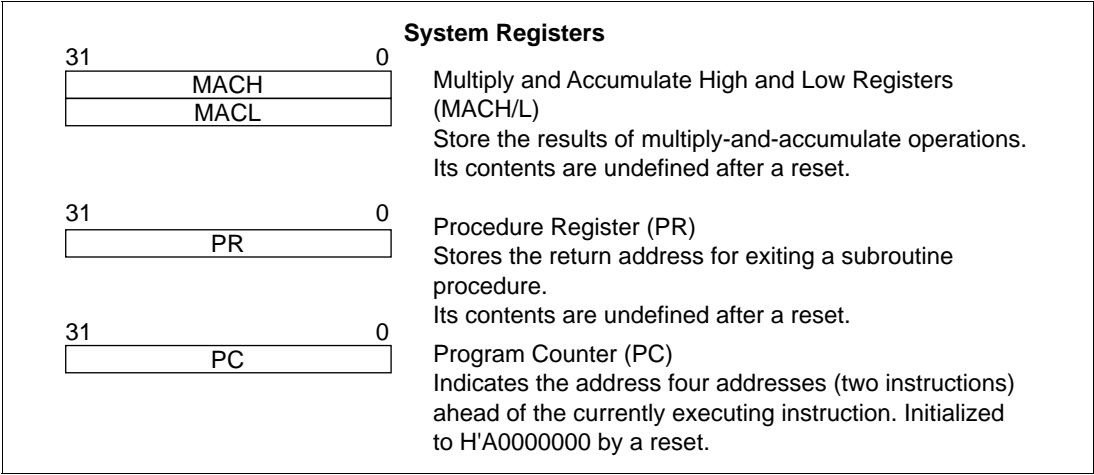 System Registers
31 0
MACH
MACL
Multiply and Accumulate High and Low Registers
(MACH/L)
Store the results of multiply-and-accumulate operations.
Its contents are undefined after a reset.
31 0
PR
Procedure Register (PR)
Stores the return address for exiting a subroutine
procedure.
Its contents are undefined after a reset.
31 0
PC
Program Counter (PC)
Indicates the address four addresses (two instructions)
ahead of the currently executing instruction. Initialized
to H'A0000000 by a reset.